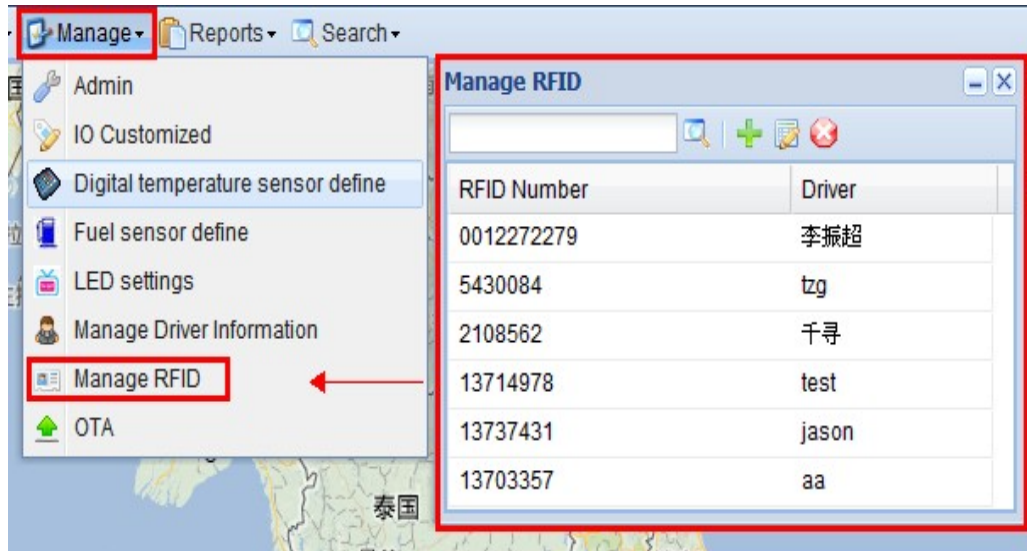 Manage Reports Search
Admin
IO Customized
Digital temperature sensor define
Fuel sensor define
LED settings
Manage Driver Information
Manage RFID
OTA
Manage RFID
RFID Number Driver
0012272279 李振超
5430084 tzg
2108562 千寻
13714978 test
13737431 jason
13703357 aa
泰国